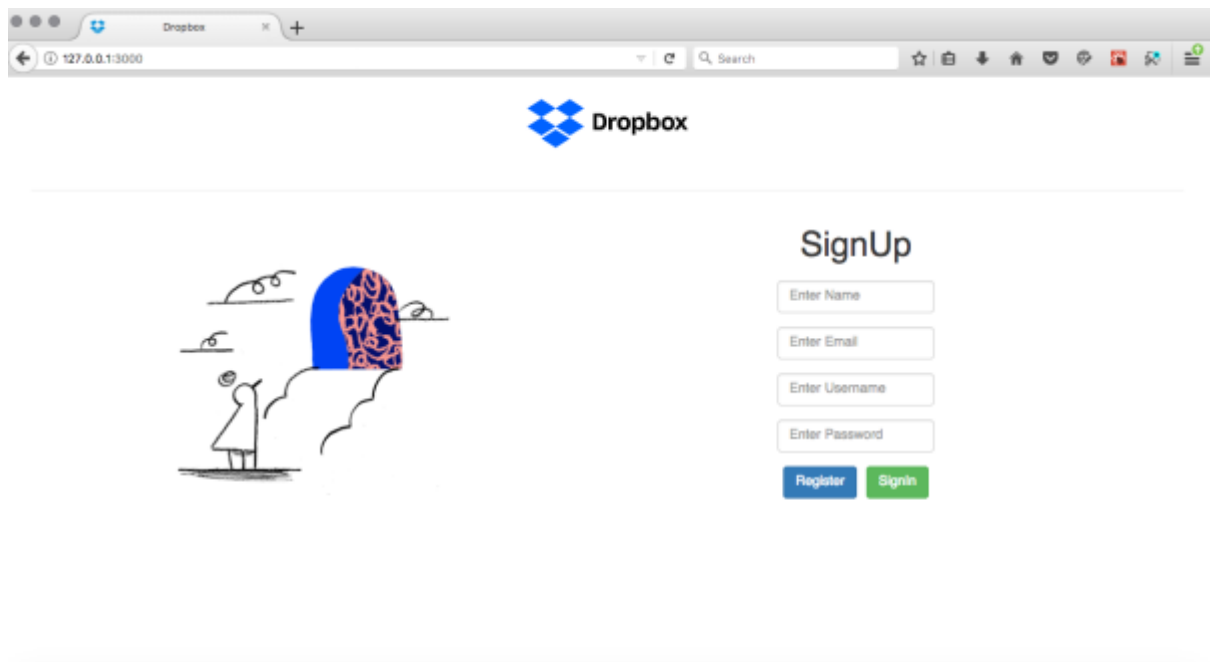 Dropbox
127.0.0.1:3000
Search
Dropbox
SignUp
Enter Name
Enter Email
Enter Username
Enter Password
Register SignIn